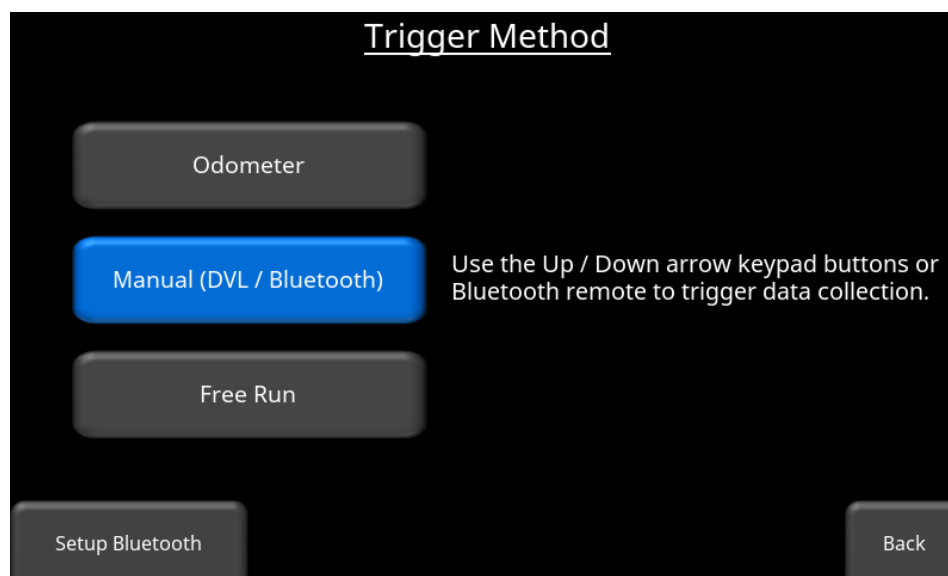 Trigger Method
Odometer
Manual (DVL / Bluetooth)
Use the Up / Down arrow keypad buttons or
Bluetooth remote to trigger data collection.
Free Run
Setup Bluetooth
Back